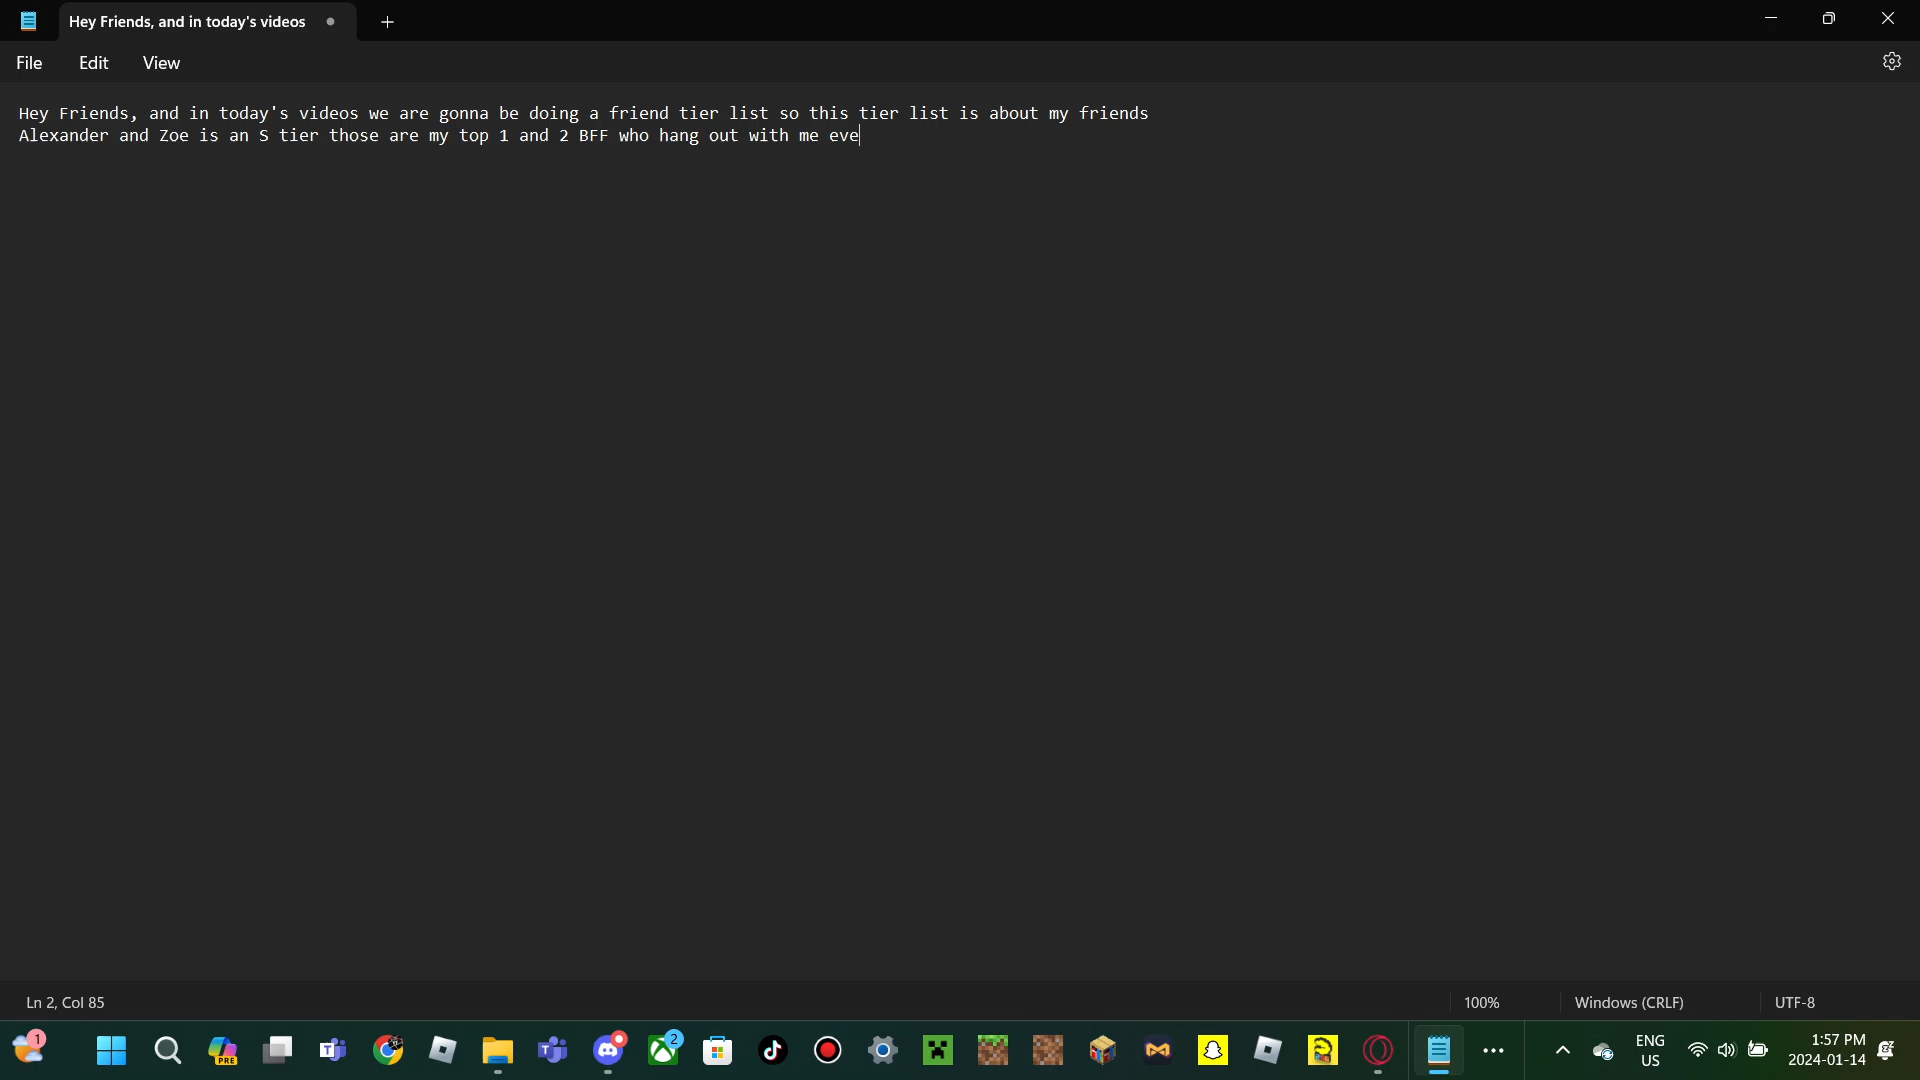 Hey Friends, and in today's videos
File Edit View
Hey Friends, and in today's videos we are gonna be doing a friend tier list so this tier list is about my friends
Alexander and Zoe is an S tier those are my top 1 and 2 BFF who hang out with me eve
Ln 2, Col 85 100% Windows (CRLF) UTF-8
1 PRE 2 ENG 1:57 PM
US 2024-01-14